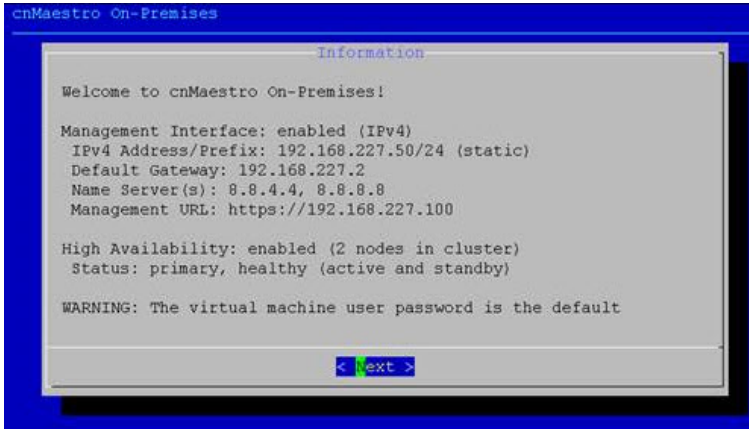 cnMaestro On-Premises
Information
Welcome to cnMaestro On-Premises!
Management Interface: enabled (IPv4)
IPv4 Address/Prefix: 192.168.227.50/24 (static)
Default Gateway: 192.168.227.2
Name Server(s): 8.8.4.4, 8.8.8.8
Management URL: https://192.168.227.100
High Availability: enabled (2 nodes in cluster)
Status: primary, healthy (active and standby)
WARNING: The virtual machine user password is the default
< Next >